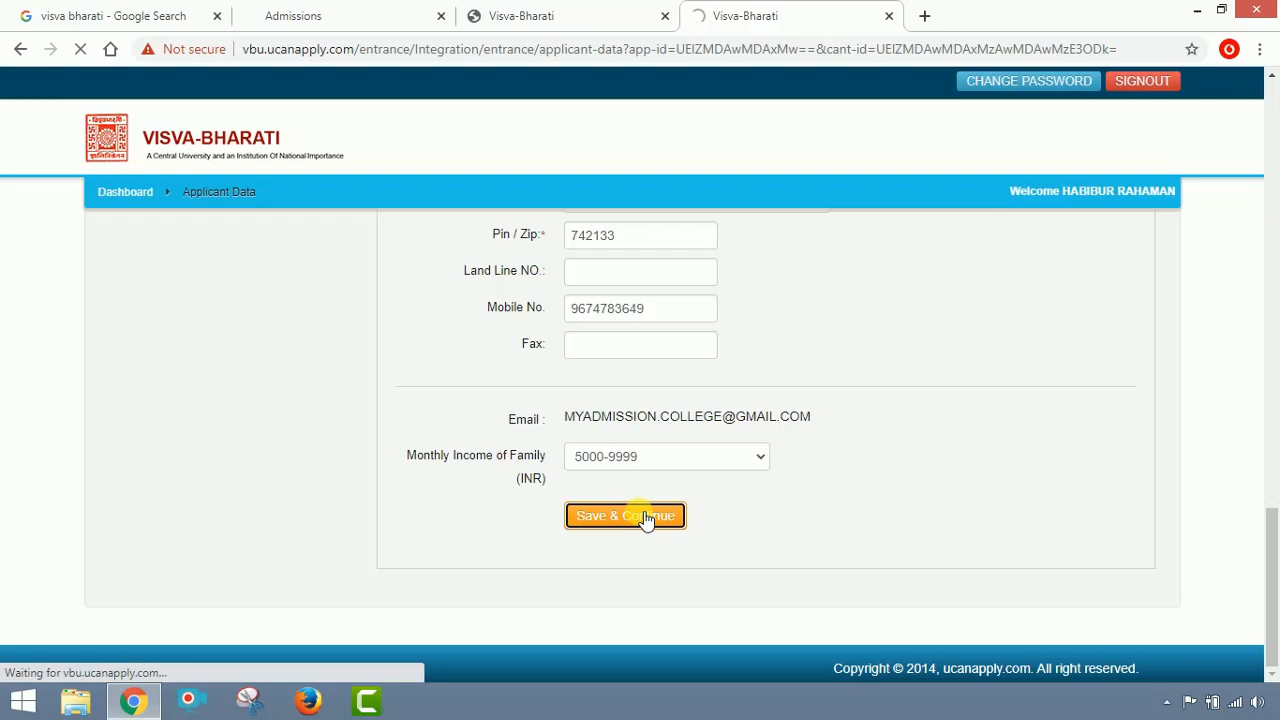 visva bharati - Google Search
Admissions
Visva-Bharati
Visva-Bharati
Not secure
vbu.ucanapply.com/entrance/Integration/entrance/applicant-data?app-id=UElZMDAwMDAxMw==&cant-id=UEIZMDAwMDAxMzAwMDAwMzE3ODk=
CHANGE PASSWORD
SIGNOUT
VISVA-BHARATI
A Central University and an Institution Of National Importance
Dashboard
Applicant Data
Welcome HABIBUR RAHAMAN
Pin / Zip:*
742133
Land Line NO.:
Mobile No.
9674783649
Fax:
Email :
MYADMISSION.COLLEGE@GMAIL.COM
Monthly Income of Family
(INR)
5000-9999
Save & Continue
Waiting for vbu.ucanapply.com...
Copyright © 2014, ucanapply.com. All right reserved.